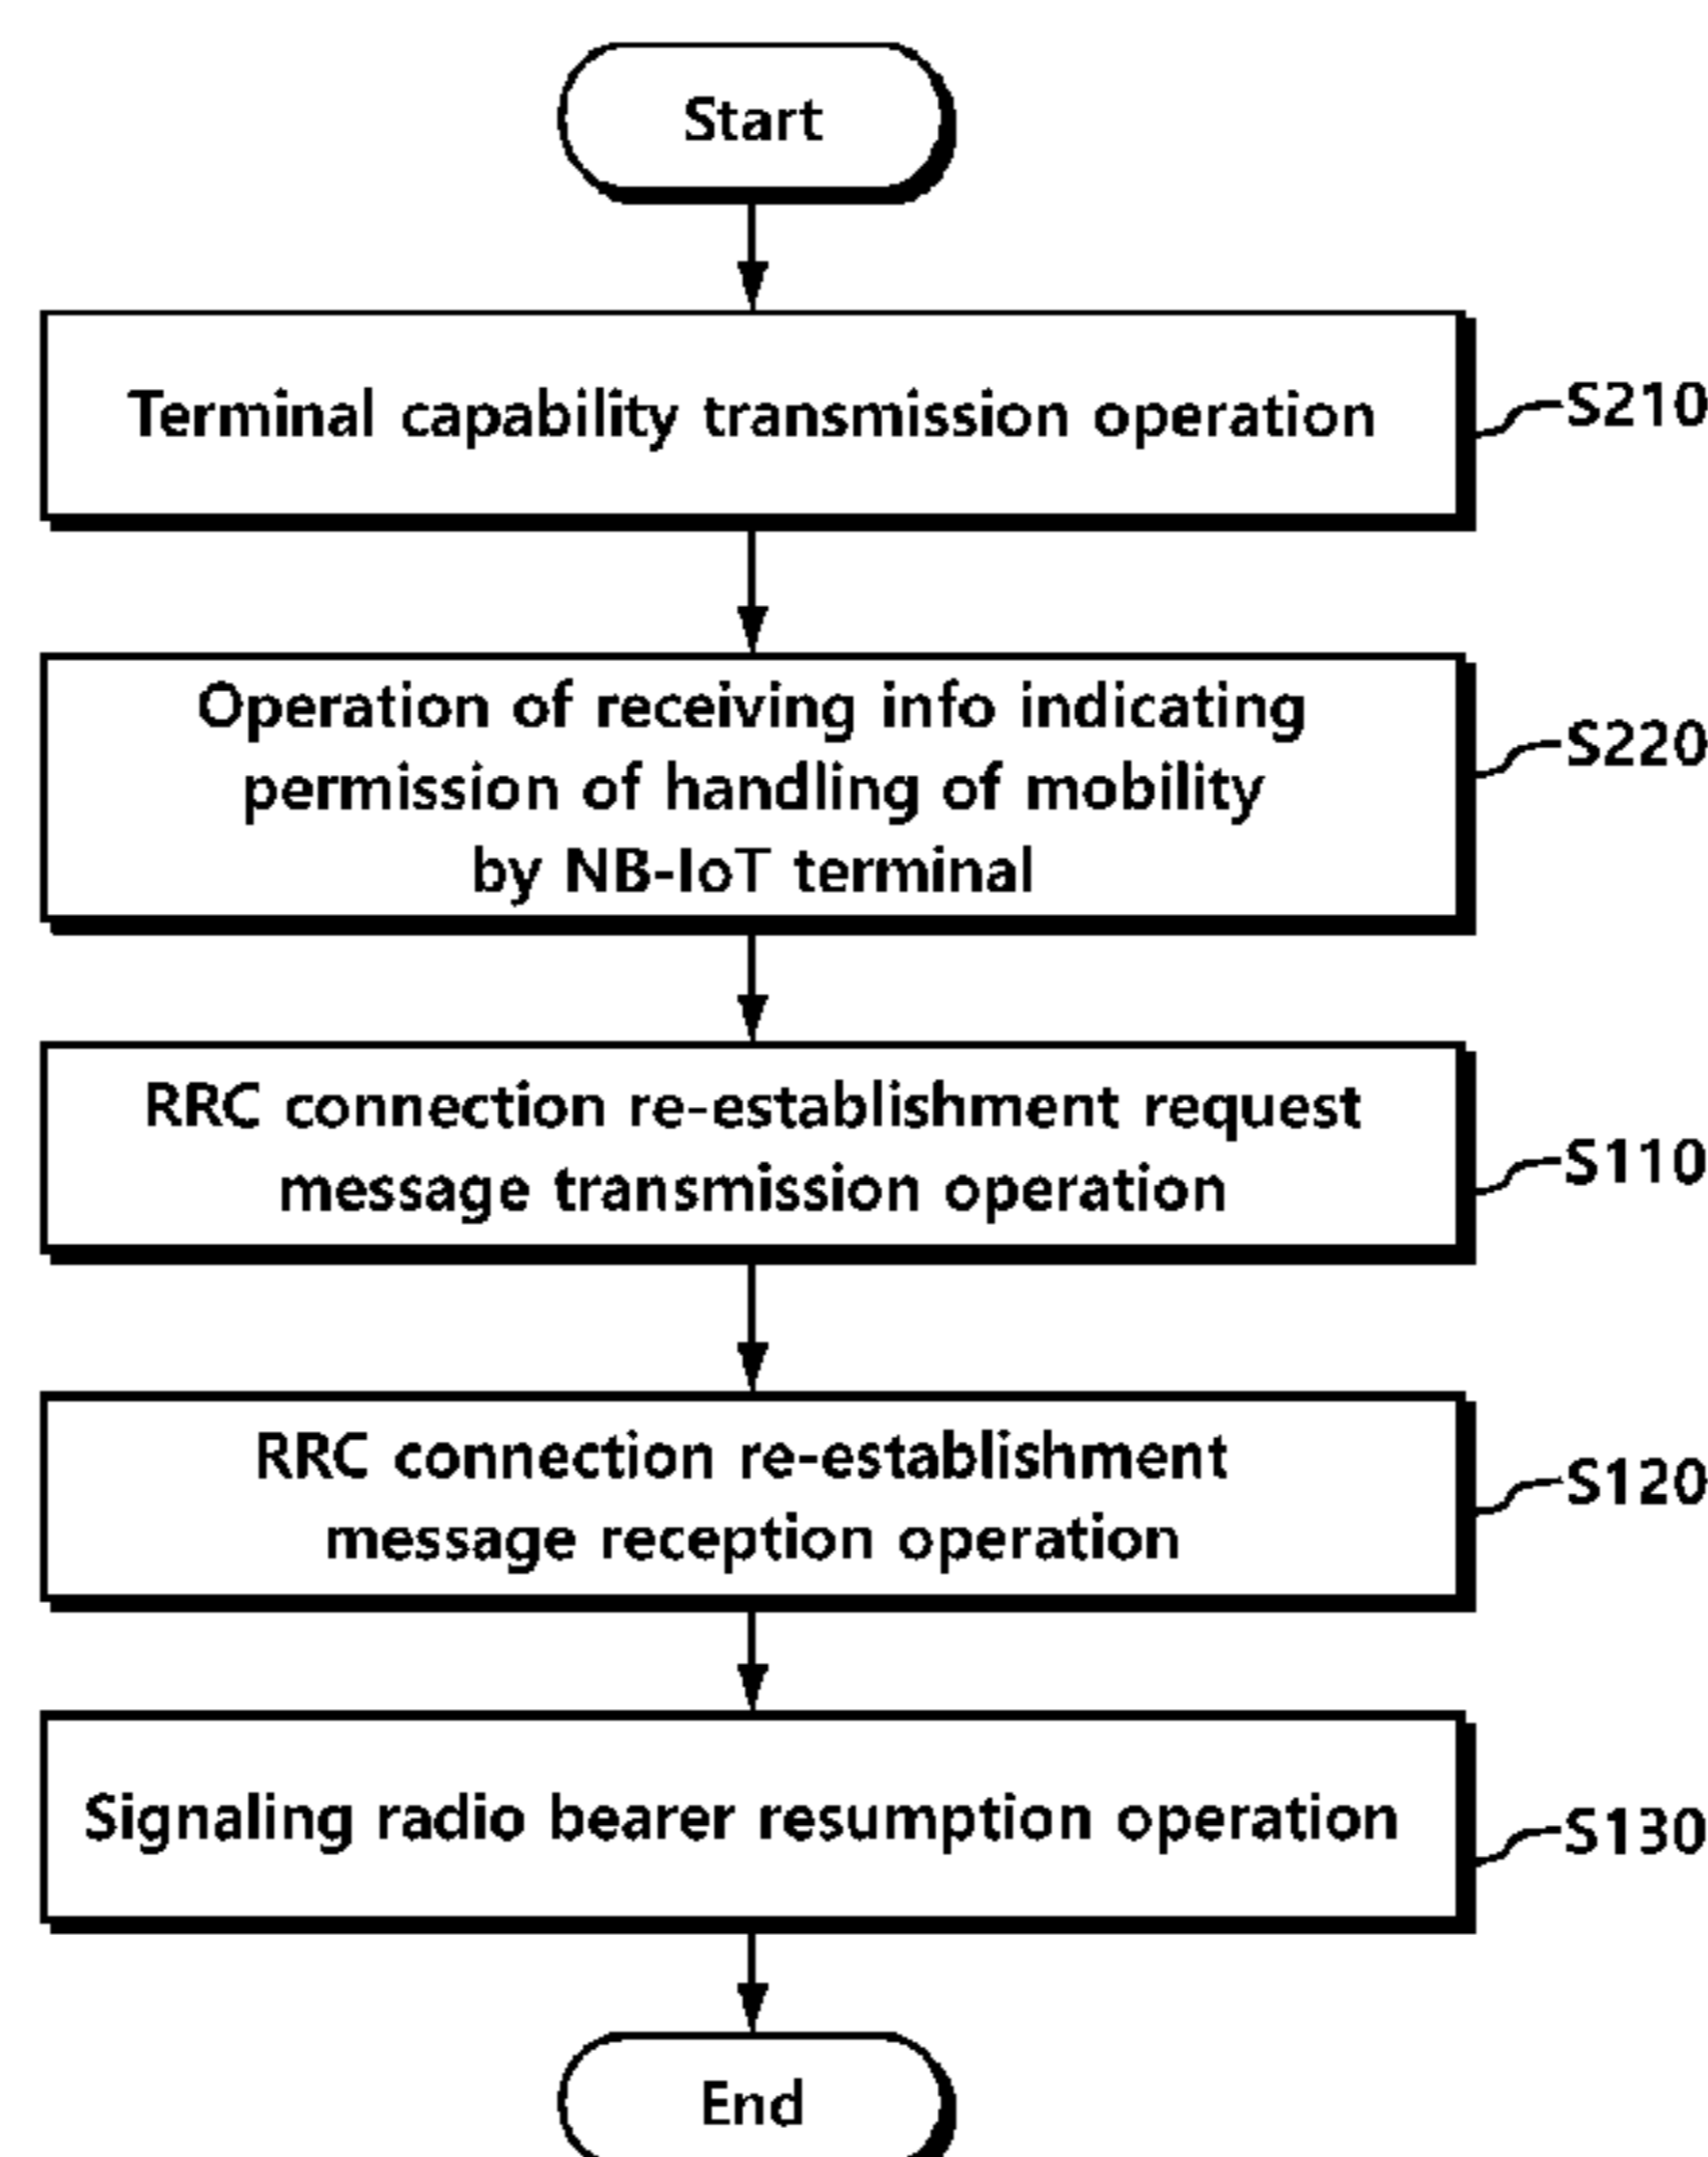 Start
Terminal capability transmission operation
S210
Operation of receiving info indicating
permission of handling of mobility
by NB-IoT terminal
S220
RRC connection re-establishment request
message transmission operation
S110
RRC connection re-establishment
message reception operation
S120
Signaling radio bearer resumption operation
S130
End